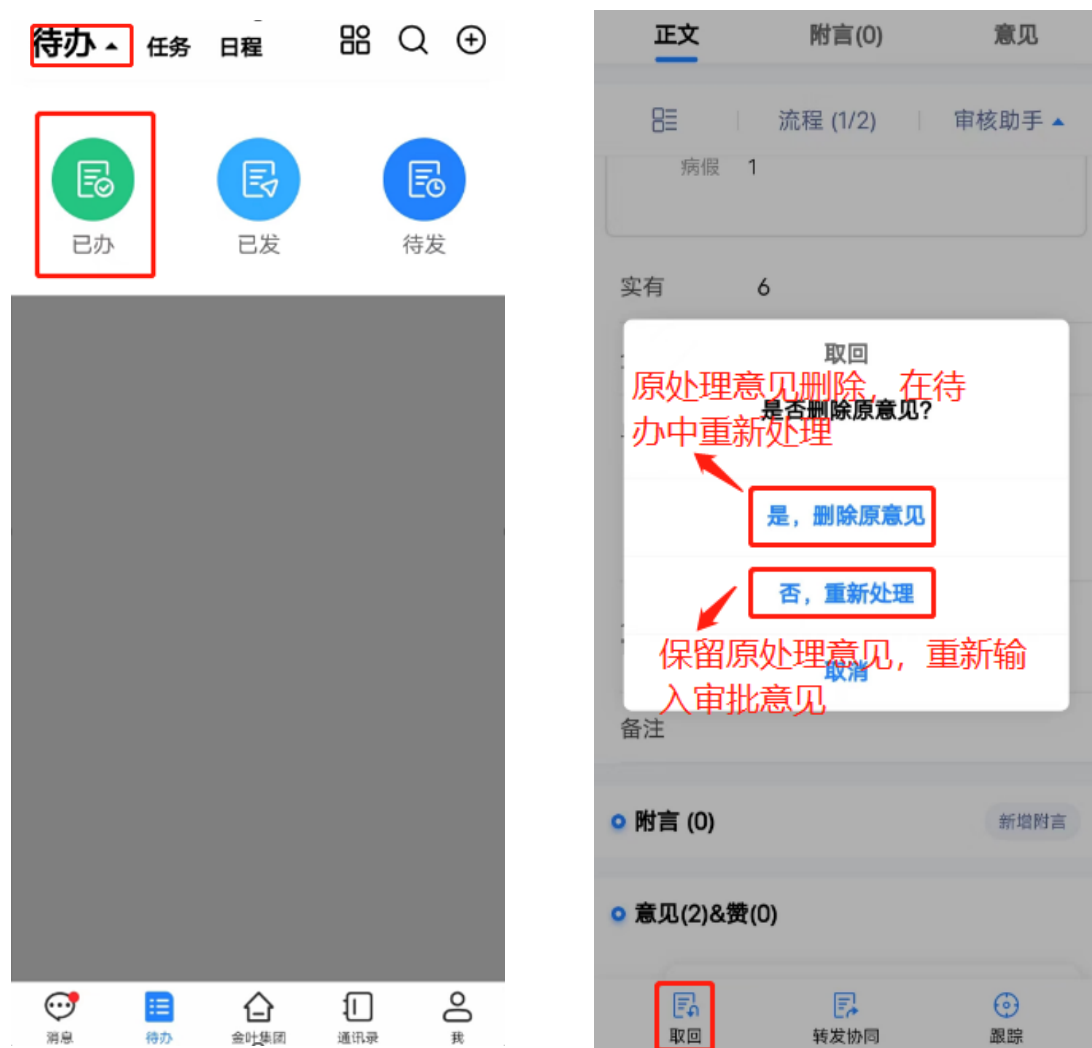 待办
任务
日程
已办
已发
待发
消息
待办
金叶集团
通讯录
我
正文
附言(0)
意见
流程 (1/2)
审核助手
病假 1
实有 6
取回
原处理意见删除，在待
是否删除原意见?
办中重新处理
是，删除原意见
否，重新处理
保留原处理意见，重新输
取消
入审批意见
备注
附言 (0)
新增附言
意见(2)&赞(0)
取回
转发协同
跟踪